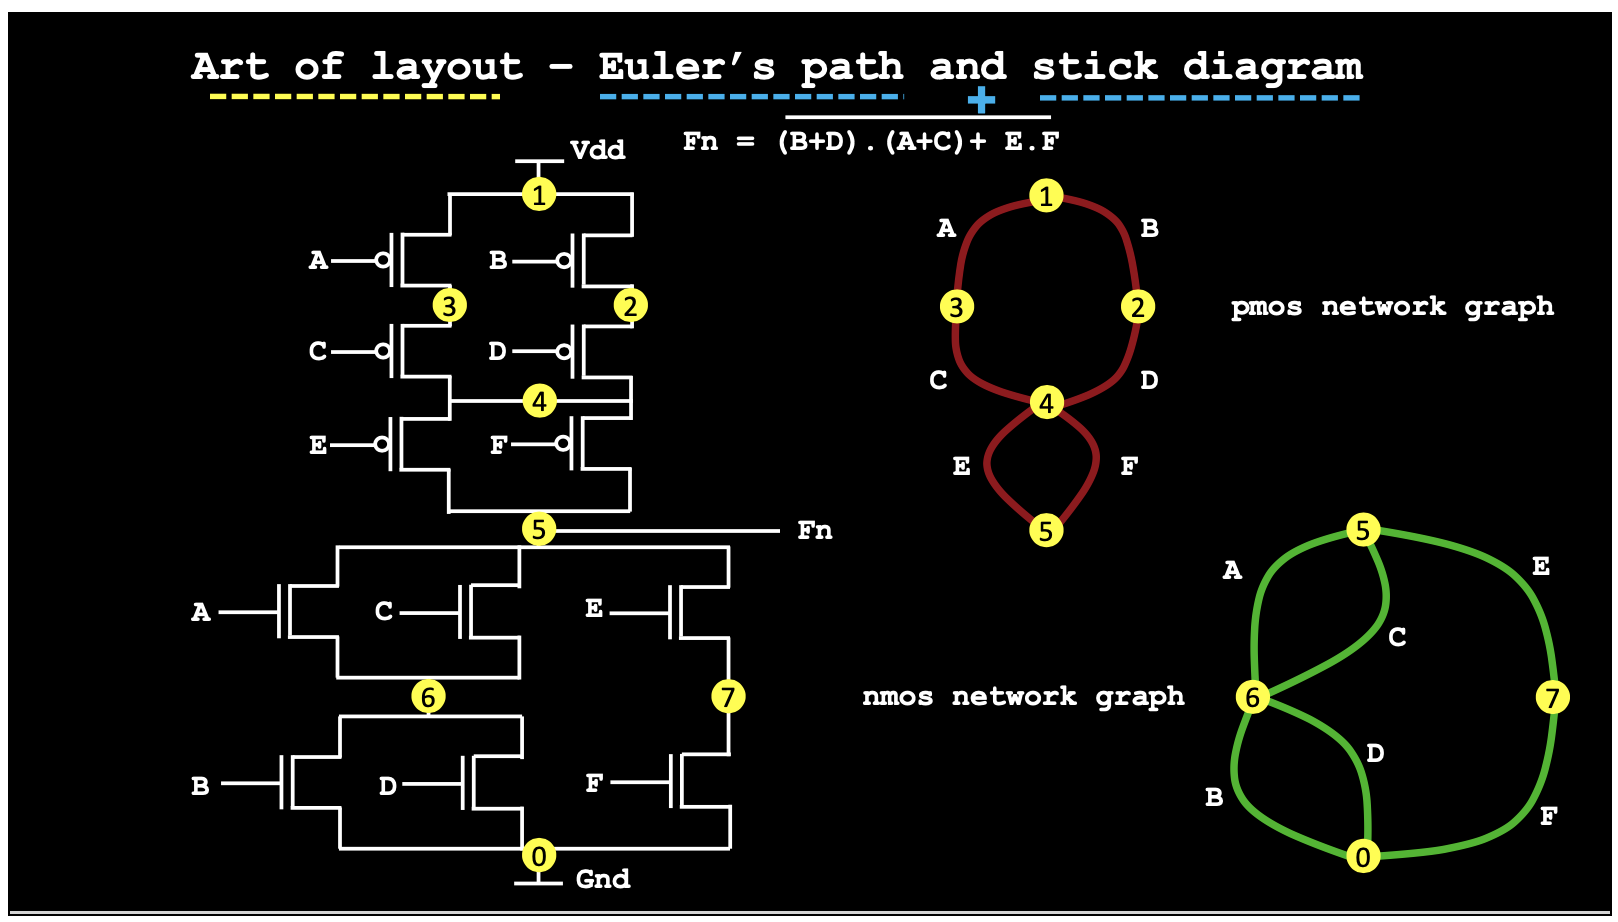 Art of layout – Euler’s path and stick diagram
+
Fn = (B+D).(A+C)+ E.F
Vdd
1
A
B
3
2
C
D
4
E
F
5
Fn
A
C
E
6
7
B
D
F
0
Gnd
1
A
B
3
2
pmos network graph
C
D
4
E
F
5
5
A
E
C
nmos network graph
6
7
D
B
F
0